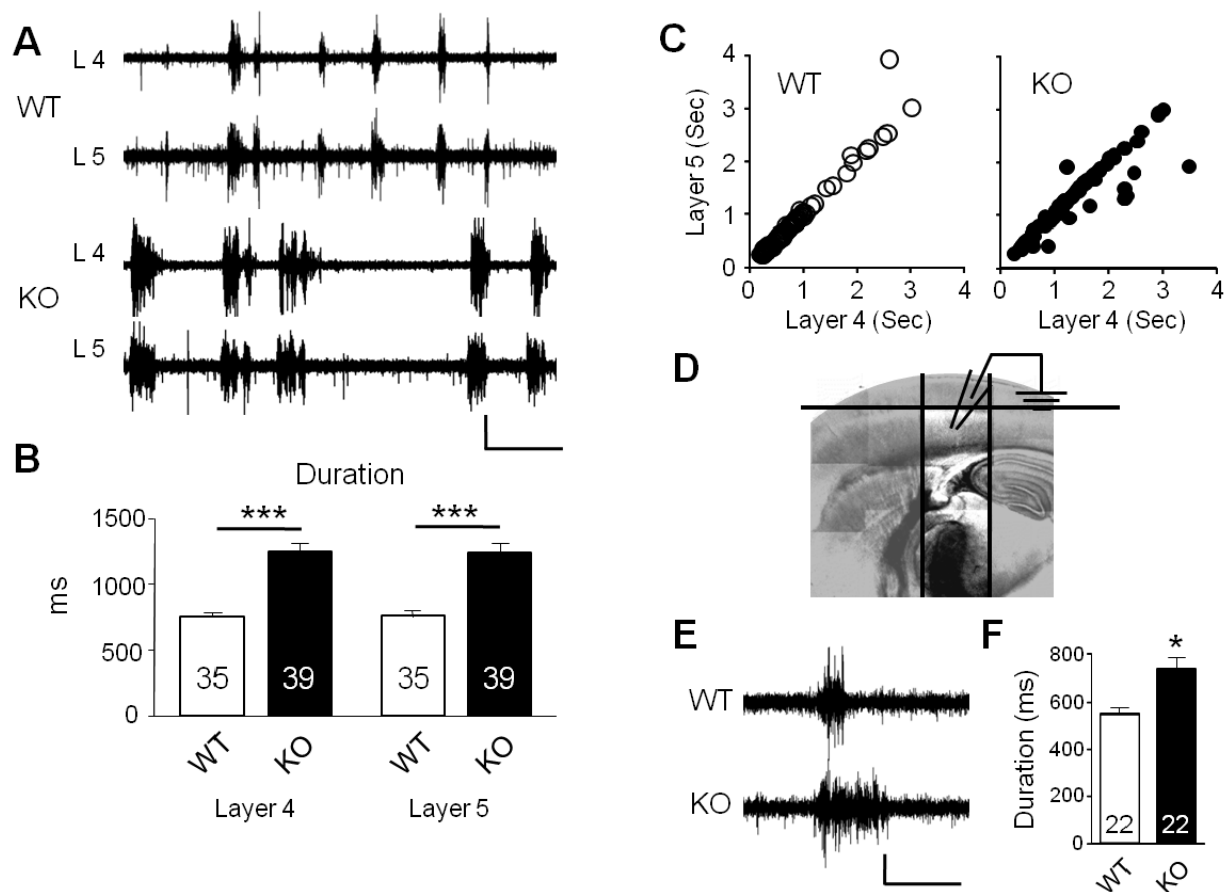 A
L 4
WT
L 5
L 4
KO
L 5
B
Duration
ms
1500
1000
500
0
***
***
35
39
35
39
WT
KO
WT
KO
Layer 4
Layer 5
C
WT
KO
Layer 5 (Sec)
4
3
2
1
0
0 1 2 3 4
0 1 2 3 4
Layer 4 (Sec)
Layer 4 (Sec)
D
E
WT
KO
F
Duration (ms)
800
600
400
200
0
*
22
22
WT
KO